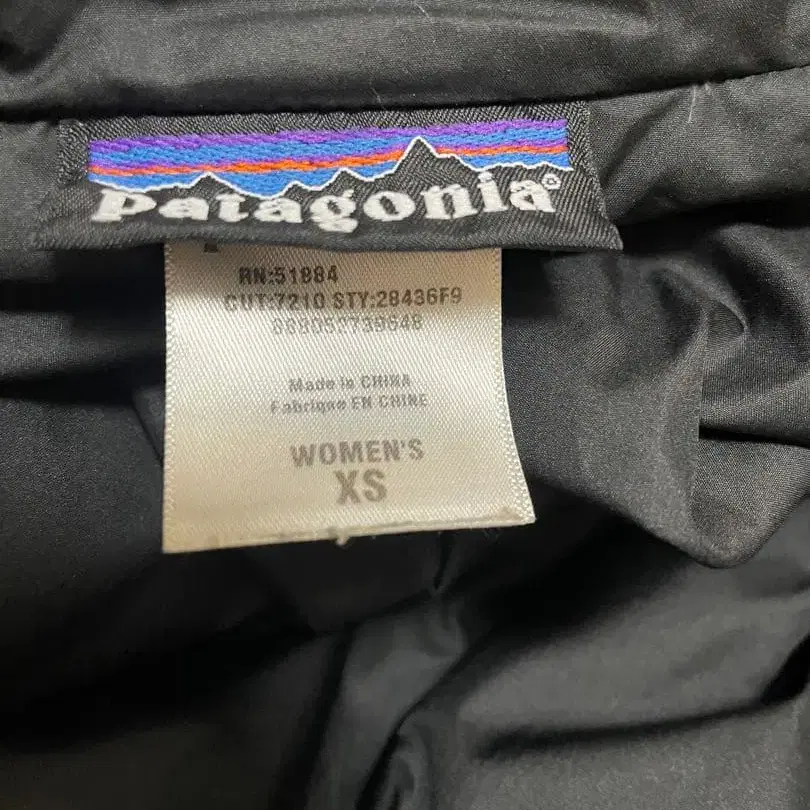 patagonia®
RN:51884
CUT:7210 STY:28436F9
888052739648
Made in CHINA
Fabriqué EN CHINE
WOMEN'S
XS